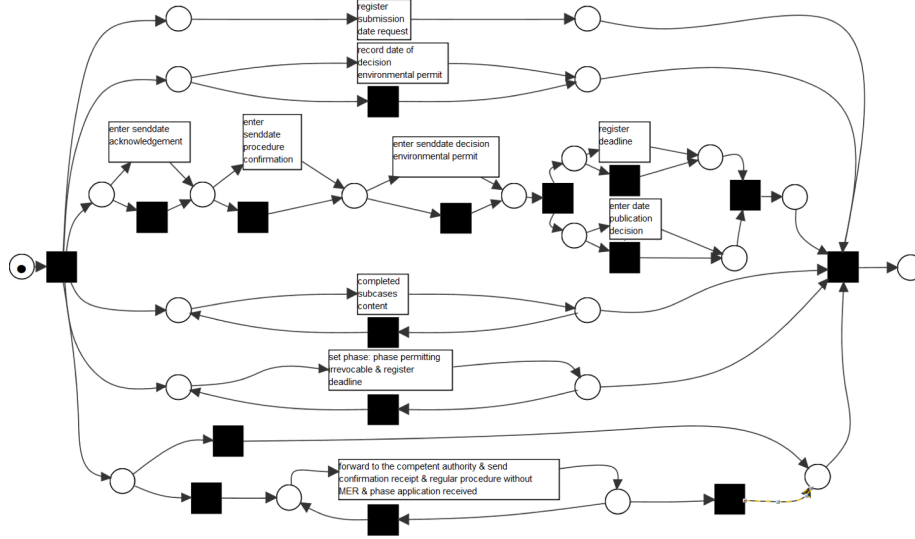 register
submission
date request
record date of
decision
environmental permit
enter senddate
acknowledgement
enter
senddate
procedure
confirmation
enter senddate decision
environmental permit
register
deadline
enter date
publication
decision
completed
subcases
content
set phase: phase permitting
irrevocable & register
deadline
forward to the competent authority & send
confirmation receipt & regular procedure without
MER & phase application received